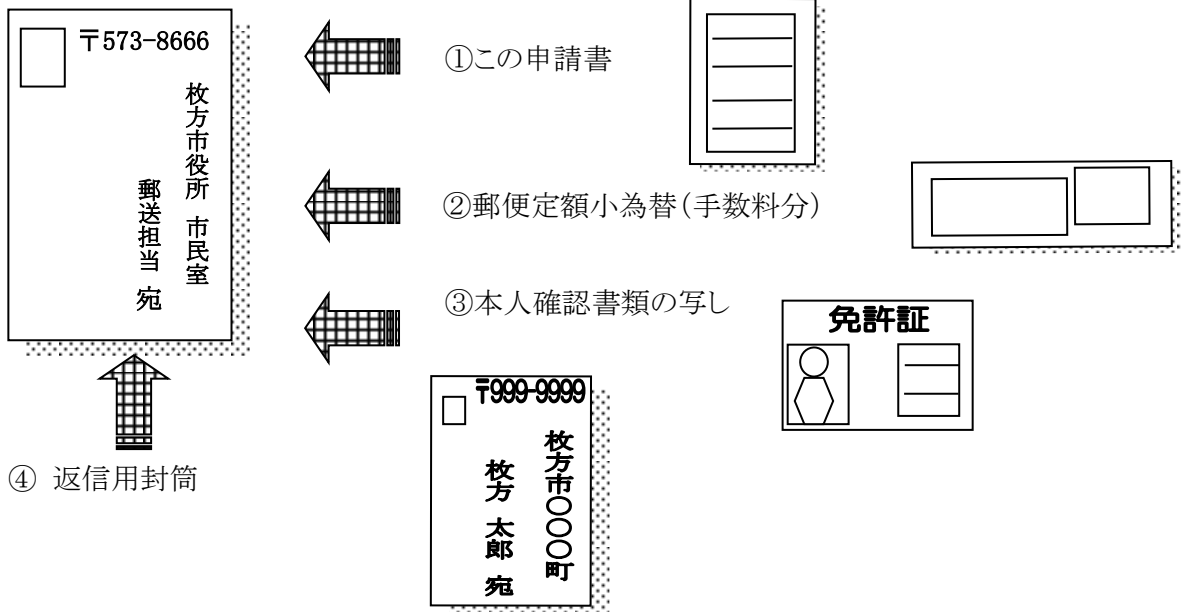 〒573-8666
枚方市役所 市民室
郵送担当 宛
①この申請書
②郵便定額小為替(手数料分)
③本人確認書類の写し
免許証
④ 返信用封筒
〒999-9999
枚方市〇〇〇町
枚方 太郎 宛